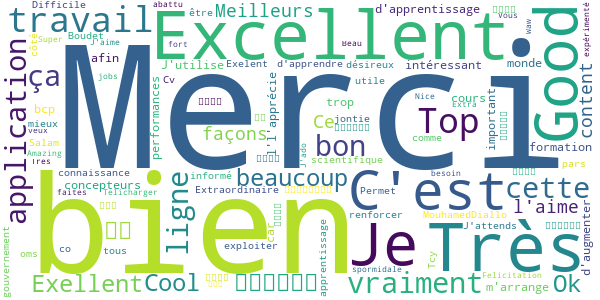 Difficile
abattu
être
Meilleurs
d'apprentissage
Vous
travail
Excellent
waw
expérimenté
côté
Super
Boudet
J'aime
fort
Beau
afin
J'utilise
Exelent
d'apprendre
désireux
intéressant
monde
Good
ça
jobs
Cv
utile
application
Merci
performances
l'apprécie
trop
cours
important
content
bcp
Nice
Extra
mieux
façons
Ce
jontie
bon
Top
comme
formation
veux
Salam
J'ado
scientifique
Amazing
Ires
connaissance
informé
beaucoup
besoin
pars
concepteurs
Extraordinaire
Permet
C'est
cette
faites
Telicharger
bien
ligne
renforcer
MouhamedDiallo
l'aime
J'attends
d'augmenter
gouvernement
oms
co
tous
exploiter
car
apprentissage
Je
Très
Tcy
spormidale
Felicitation
Exellent
Cool
vraiment
m'arrange
Ok